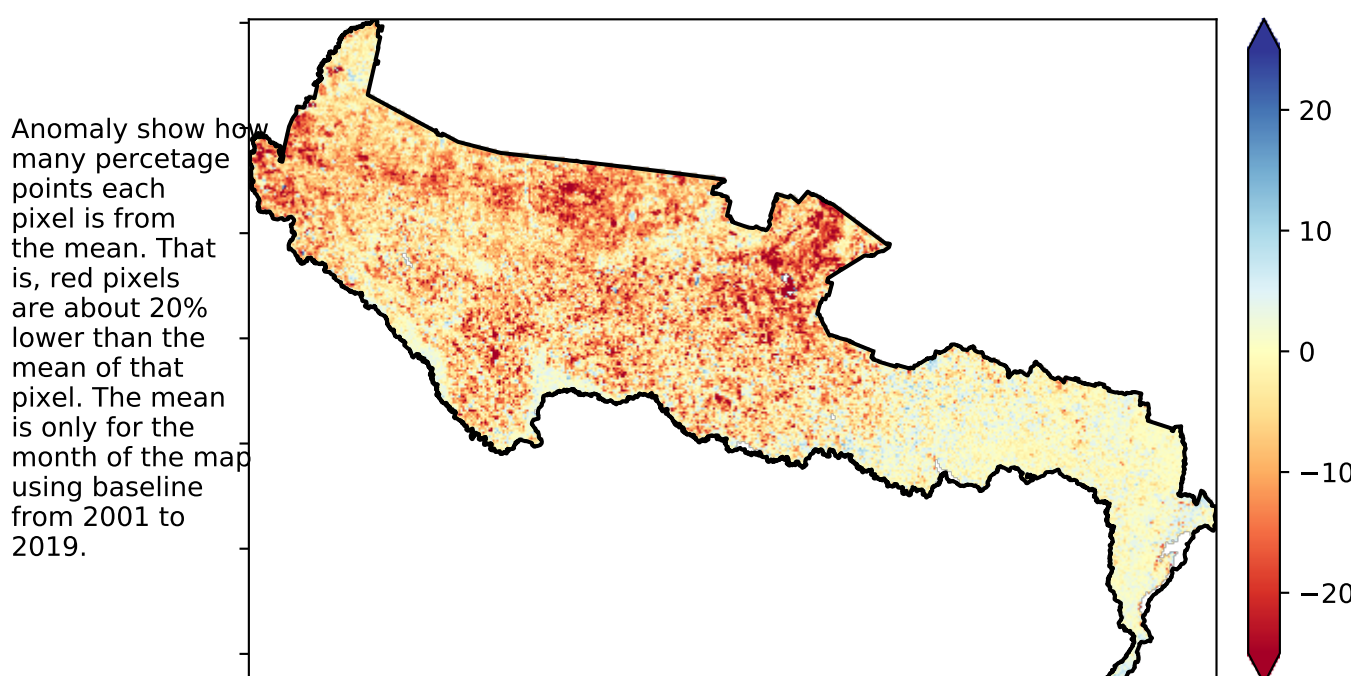 Anomaly show how
many percetage
points each
pixel is from
the mean. That
is, red pixels
are about 20%
lower than the
mean of that
pixel. The mean
is only for the
month of the map
using baseline
from 2001 to
2019.
20
10
0
−10
−20